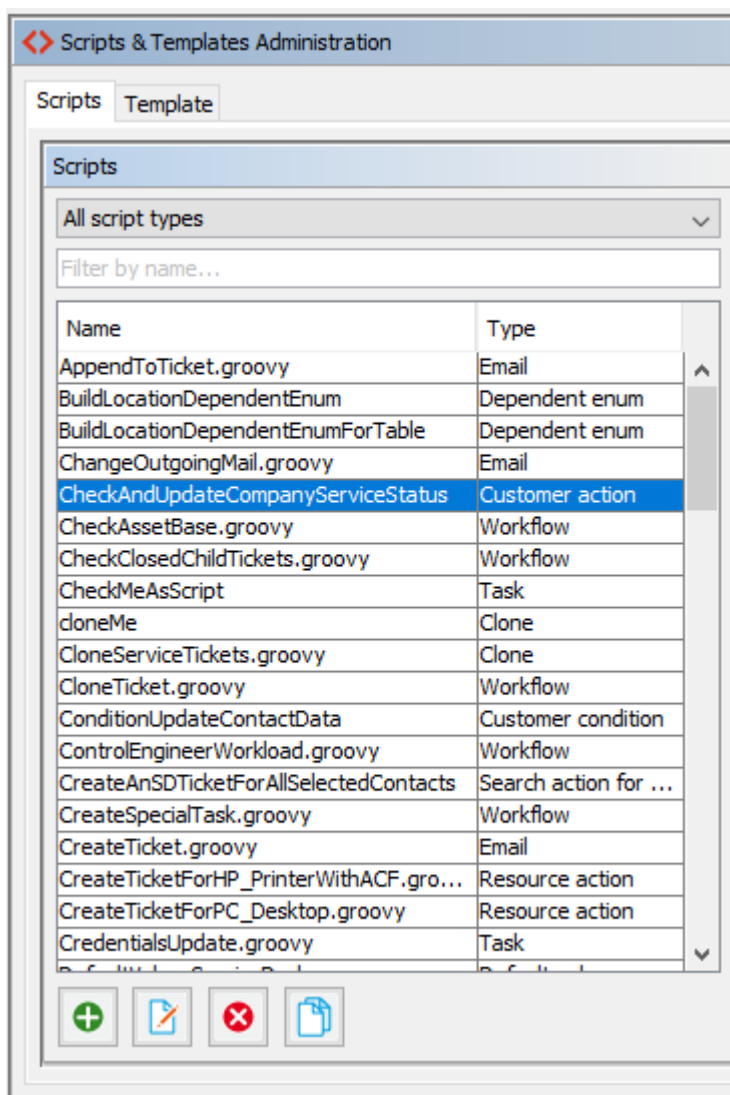 Scripts & Templates Administration
Scripts Template
Scripts
All script types
Filter by name...
Name Type
AppendToTicket.groovy Email
BuildLocationDependentEnum Dependent enum
BuildLocationDependentEnumForTable Dependent enum
ChangeOutgoingMail.groovy Email
CheckAndUpdateCompanyServiceStatus Customer action
CheckAssetBase.groovy Workflow
CheckClosedChildTickets.groovy Workflow
CheckMeAsScript Task
cloneMe Clone
CloneServiceTickets.groovy Clone
CloneTicket.groovy Workflow
ConditionUpdateContactData Customer condition
ControlEngineerWorkload.groovy Workflow
CreateAnSDTicketForAllSelectedContacts Search action for ...
CreateSpecialTask.groovy Workflow
CreateTicket.groovy Email
CreateTicketForHP_PrinterWithACF.gro... Resource action
CreateTicketForPC_Desktop.groovy Resource action
CredentialsUpdate.groovy Task